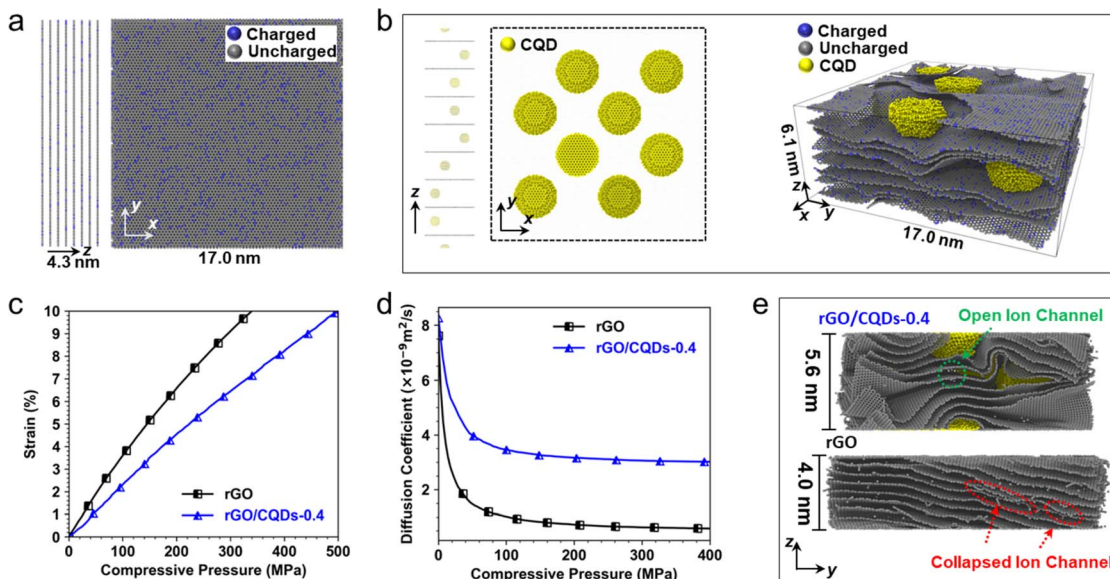 a
Charged
Uncharged
y
x
z
4.3 nm
17.0 nm
b
CQD
z
y
x
Charged
Uncharged
CQD
6.1 nm
z
x
y
17.0 nm
c
10
9
8
7
6
5
4
3
2
1
0
Strain (%)
rGO
rGO/CQDs-0.4
0 100 200 300 400 500
Compressive Pressure (MPa)
d
8
6
4
2
Diffusion Coefficient (×10⁻⁹m²/s)
rGO
rGO/CQDs-0.4
0 100 200 300 400
Compressive Pressure (MPa)
e
rGO/CQDs-0.4
Open Ion Channel
5.6 nm
rGO
4.0 nm
z
y
Collapsed Ion Channel